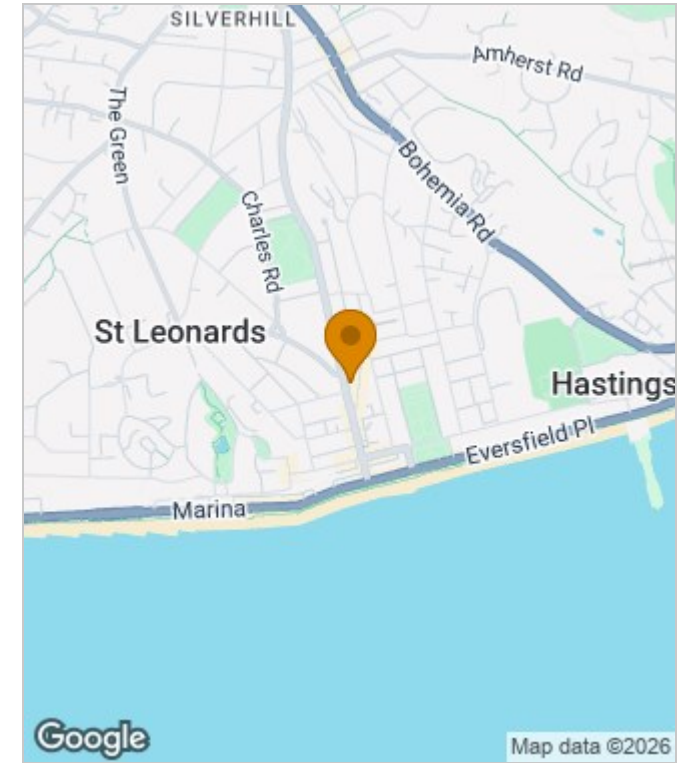 SILVERHILL
Amherst Rd
The Green
Bohemia Rd
Charles Rd
St Leonards
Hastings
Eversfield Pl
Marina
Google
Map data ©2026